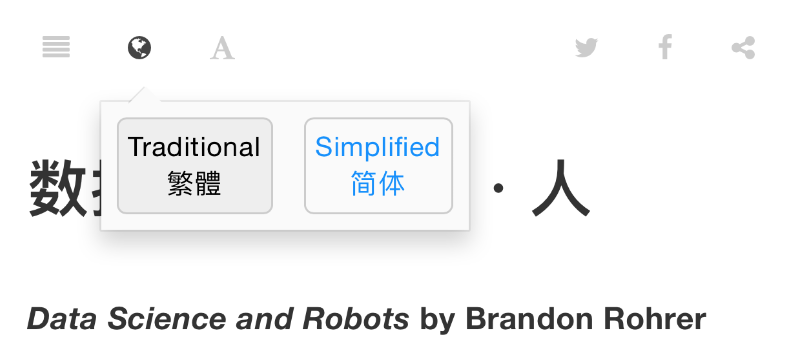 Traditional
繁體
Simplified
简体
数
· 人
Data Science and Robots by Brandon Rohrer